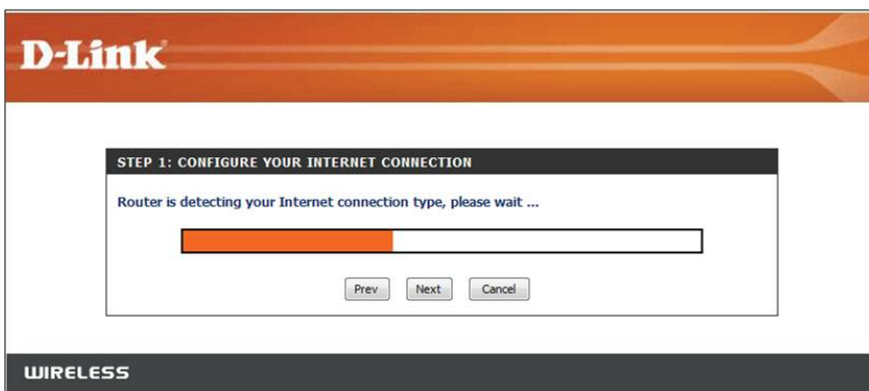 D-Link
STEP 1: CONFIGURE YOUR INTERNET CONNECTION
Router is detecting your Internet connection type, please wait ...
Prev Next Cancel
WIRELESS